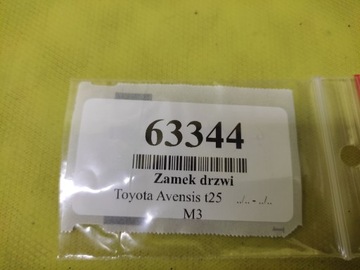 63344
Zamek drzwi
Toyota Avensis t25 ../.. - ../..
M3